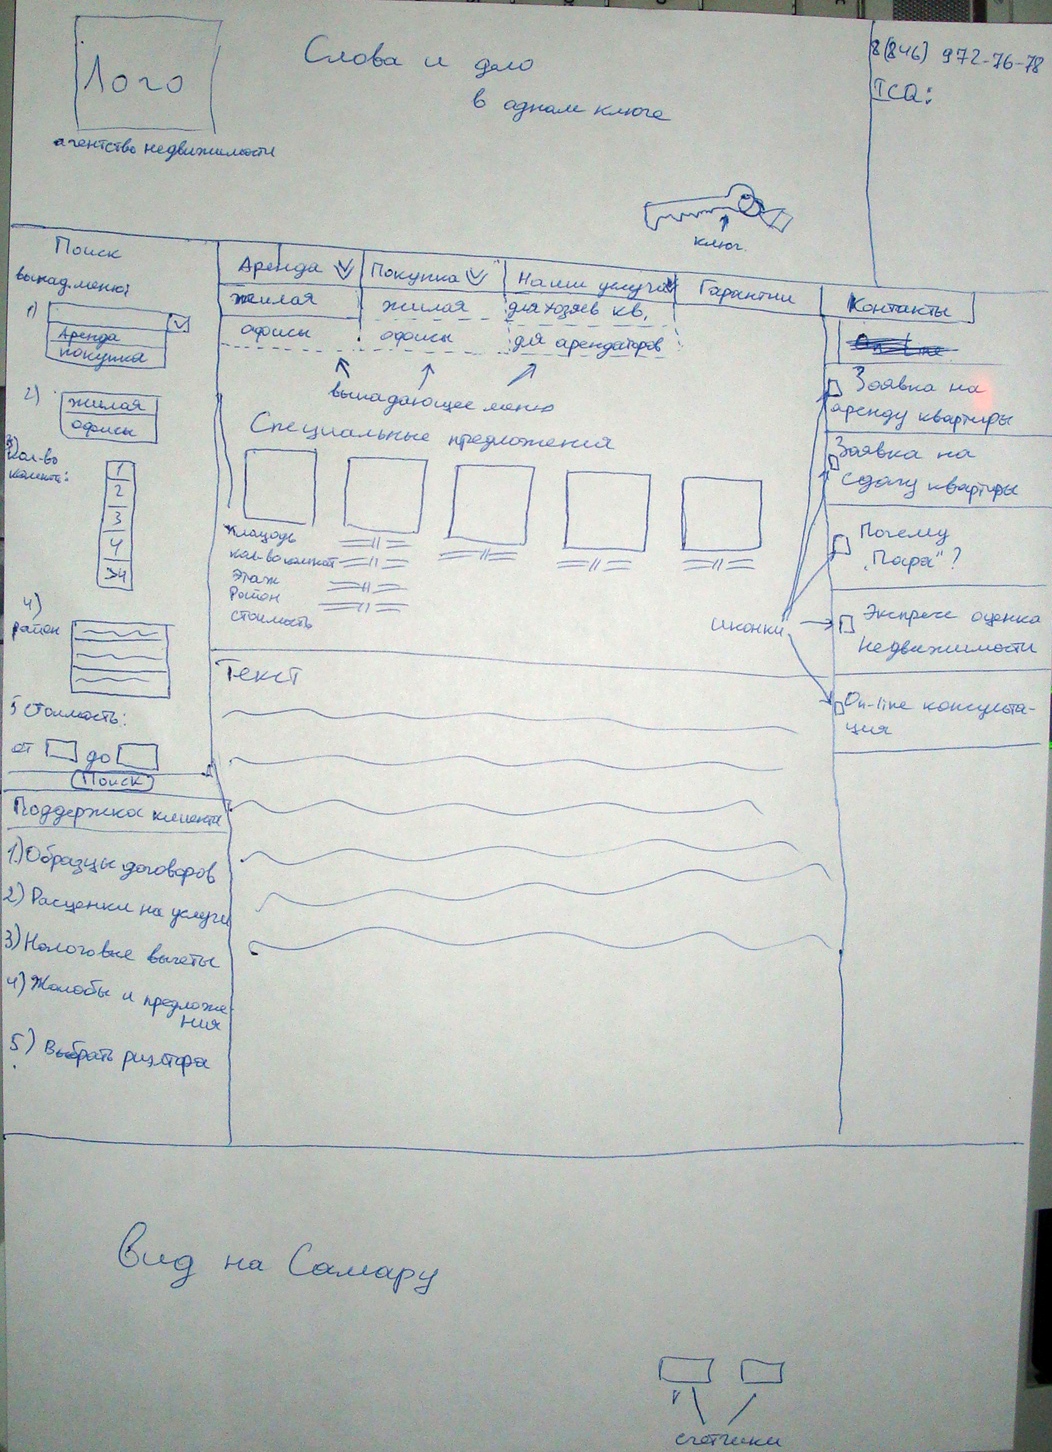 Лого
агентство недвижимости
Слова и дело
в одном ключе
8(846) 972-76-78
ICQ:
ключ
Поиск
выпад.меню:
1)
Аренда
покупка
2)
жилая
офисы
3)
Кол-во
комнат:
1
2
3
4
>4
4)
район
5 стоимость:
от до
Поиск
Поддержка клиента
1) Образцы договоров
2) Расценки на услуги
3) Налоговые вычеты
4) Жалобы и предложе-
ния
5) Выбрать риэлтора
Аренда Покупка Наши услуги Гарантии Контакты
жилая жилая для хозяев кв.
офисы офисы для арендаторов
выпадающее меню
Специальные предложения
Площадь
кол-во комнат
Этаж
Район
стоимость
—"—
иконки
Текст
On-line
Заявка на
аренду квартиры
Заявка на
сдачу квартиры
Почему
„Пара"?
Экспресс оценка
недвижимости
On-line консульта-
ция
Вид на Самару
счетчики